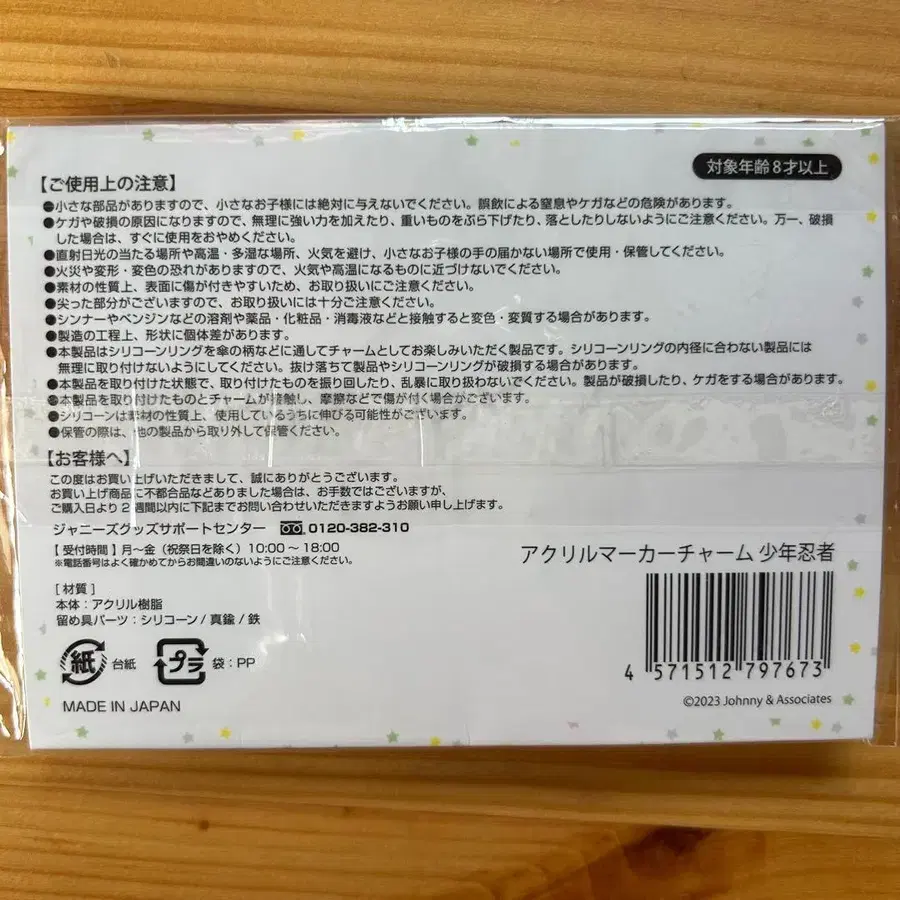 対象年齢8才以上
【ご使用上の注意】
●小さな部品がありますので、小さなお子様には絶対に与えないでください。誤飲による窒息やケガなどの危険があります。
●ケガや破損の原因になりますので、無理に強い力を加えたり、重いものをぶら下げたり、落としたりしないようにご注意ください。万一、破損
した場合は、すぐに使用をおやめください。
●直射日光の当たる場所や高温・多湿な場所、火気を避け、小さなお子様の手の届かない場所で使用・保管してください。
●火災や変形・変色の恐れがありますので、火気や高温になるものに近づけないでください。
●素材の性質上、表面に傷が付きやすいため、お取り扱いにご注意ください。
●尖った部分がございますので、お取り扱いには十分ご注意ください。
●シンナーやベンジンなどの溶剤や薬品・化粧品・消毒液などと接触すると変色・変質する場合があります。
●製造の工程上、形状に個体差があります。
●本製品はシリコーンリングを傘の柄などに通してチャームとしてお楽しみいただく製品です。シリコーンリングの内径に合わない製品には
無理に取り付けないようにしてください。抜け落ちて製品やシリコーンリングが破損する場合があります。
●本製品を取り付けた状態で、取り付けたものを振り回したり、乱暴に取り扱わないでください。製品が破損したり、ケガをする場合があります。
●本製品を取り付けたものとチャームが接触し、摩擦などで傷が付く場合がございます。
●シリコーンは素材の性質上、使用しているうちに伸びる可能性がございます。
●保管の際は、他の製品から取り外して保管ください。
【お客様へ】
この度はお買い上げいただきまして、誠にありがとうございます。
お買い上げ商品に不都合品などありました場合は、お手数ではございますが、
ご購入日より2週間以内に下記までお問い合わせいただきますようお願い申し上げます。
ジャニーズグッズサポートセンター 0120-382-310
【受付時間】月〜金（祝祭日を除く）10:00〜18:00
※電話番号はよく確かめてからお間違いのないようにご注意ください。
アクリルマーカーチャーム 少年忍者
[材質]
本体：アクリル樹脂
留め具パーツ：シリコーン/真鍮/鉄
紙 台紙 プラ 袋：PP
4 571512 797673
©2023 Johnny & Associates
MADE IN JAPAN